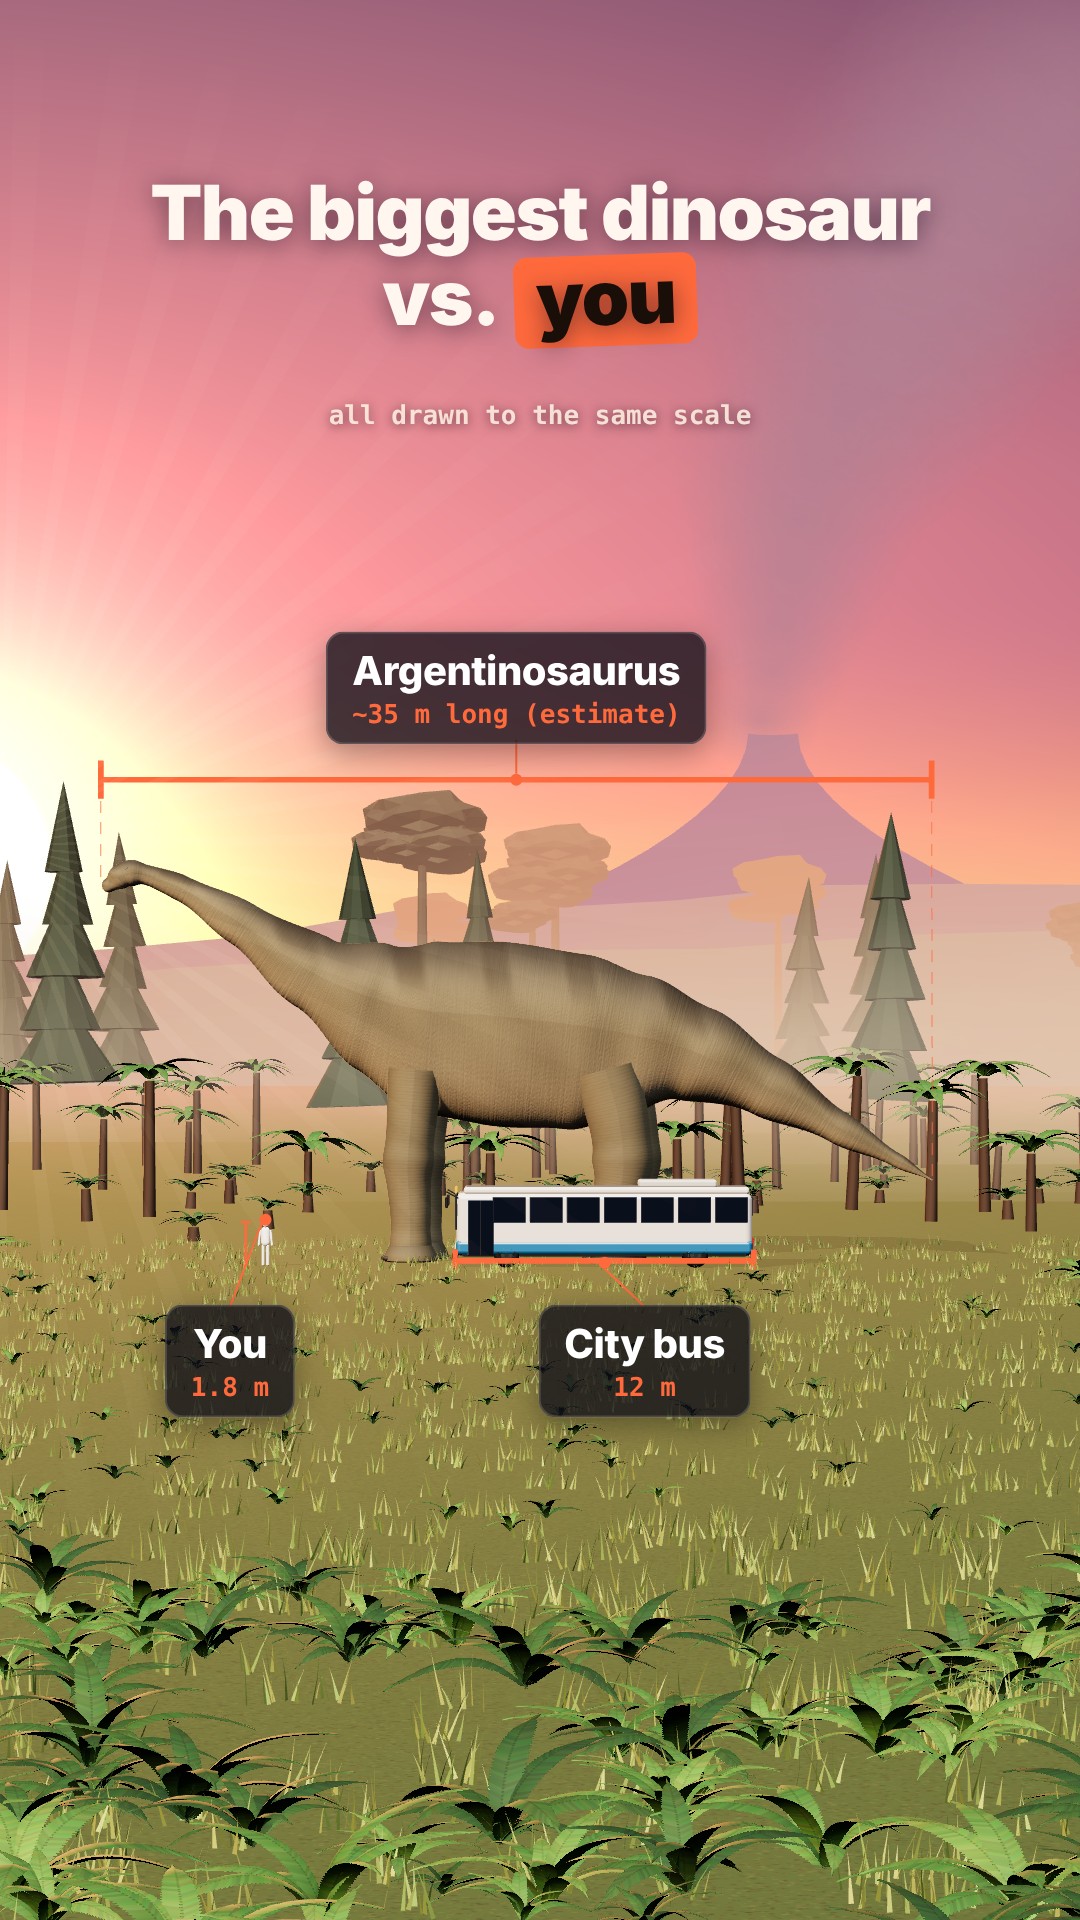 The biggest dinosaur
vs. you
all drawn to the same scale
Argentinosaurus
~35 m long (estimate)
You
1.8 m
City bus
12 m